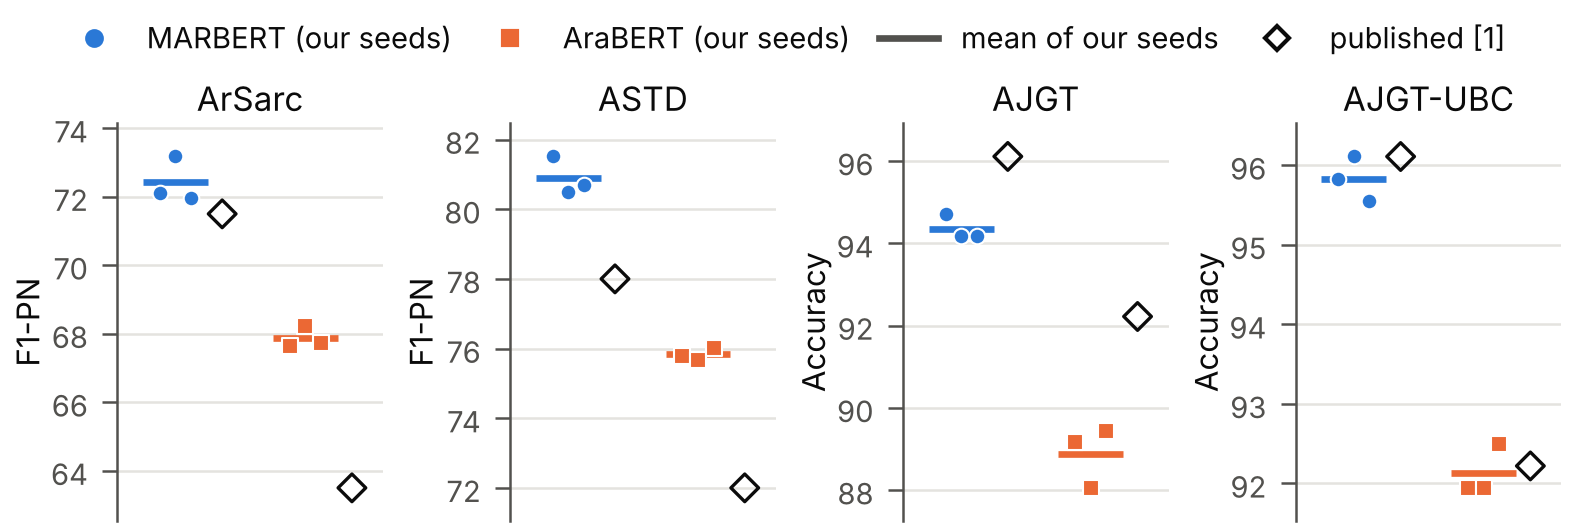 MARBERT (our seeds) AraBERT (our seeds) mean of our seeds published [1]
ArSarc
F1-PN
74
72
70
68
66
64
ASTD
F1-PN
82
80
78
76
74
72
AJGT
Accuracy
96
94
92
90
88
AJGT-UBC
Accuracy
96
95
94
93
92